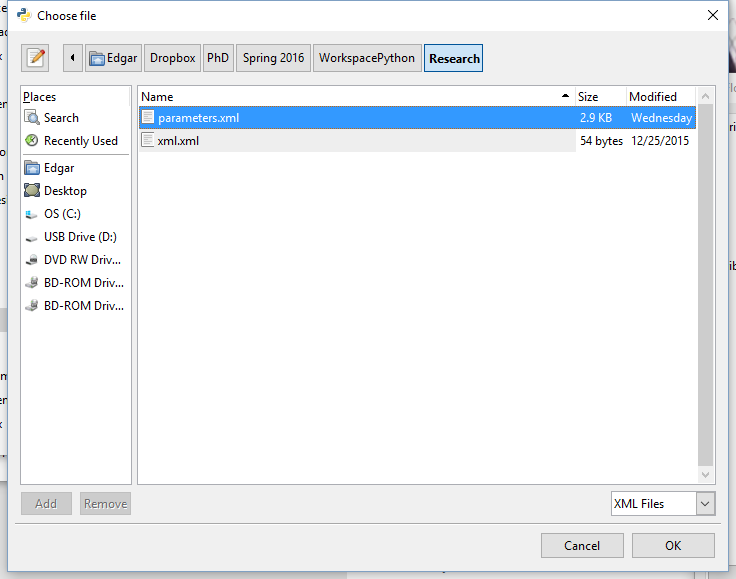 Choose file
Edgar Dropbox PhD Spring 2016 WorkspacePython Research
Places
Search
Recently Used
Edgar
Desktop
OS (C:)
USB Drive (D:)
DVD RW Driv...
BD-ROM Driv...
BD-ROM Driv...
Name Size Modified
parameters.xml 2.9 KB Wednesday
xml.xml 54 bytes 12/25/2015
Add Remove XML Files
Cancel OK